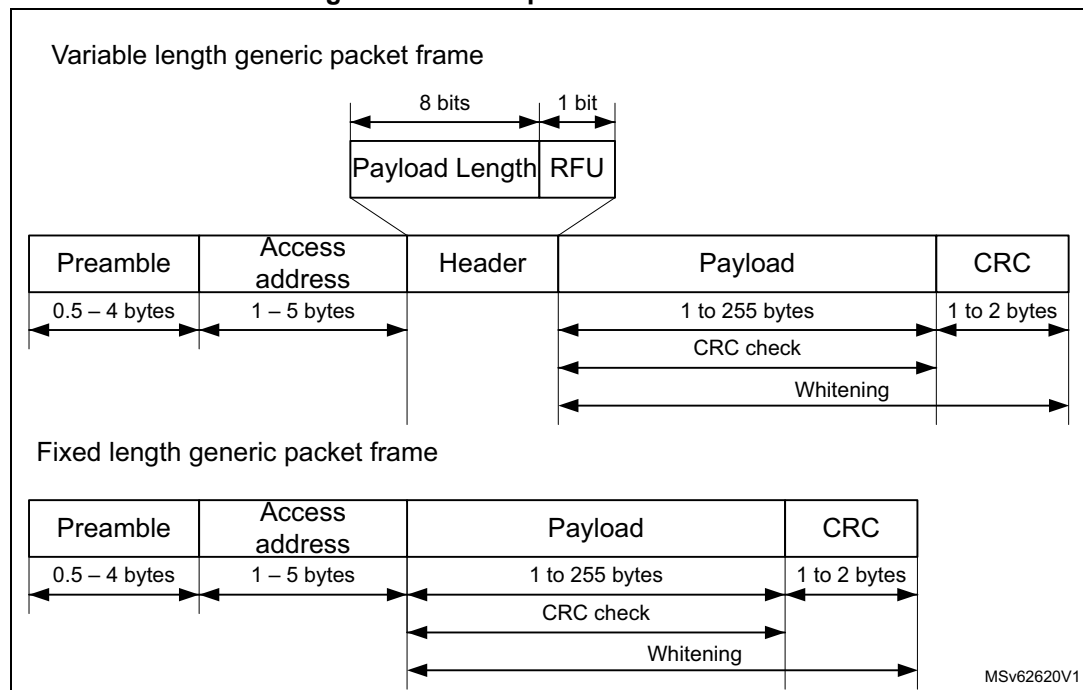 Variable length generic packet frame
8 bits
1 bit
Payload Length
RFU
Preamble
Access
address
Header
Payload
CRC
0.5 – 4 bytes
1 – 5 bytes
1 to 255 bytes
1 to 2 bytes
CRC check
Whitening
Fixed length generic packet frame
Preamble
Access
address
Payload
CRC
0.5 – 4 bytes
1 – 5 bytes
1 to 255 bytes
1 to 2 bytes
CRC check
Whitening
MSv62620V1